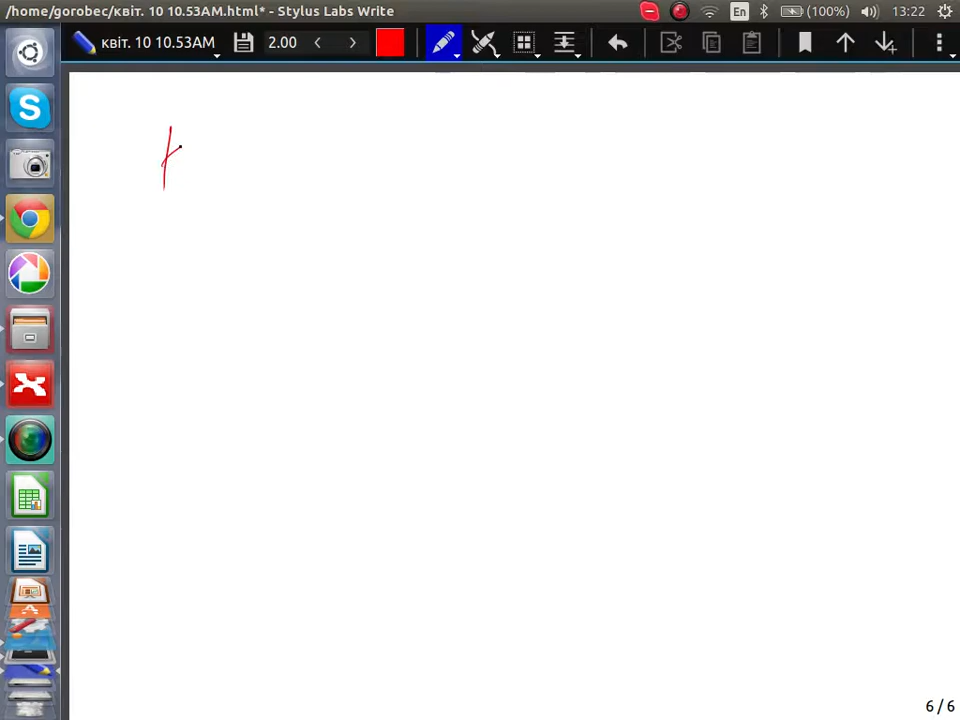 /home/gorobec/квіт. 10 10.53AM.html* - Stylus Labs Write
En
(100%)
13:22
квіт. 10 10.53AM
2.00
6 / 6